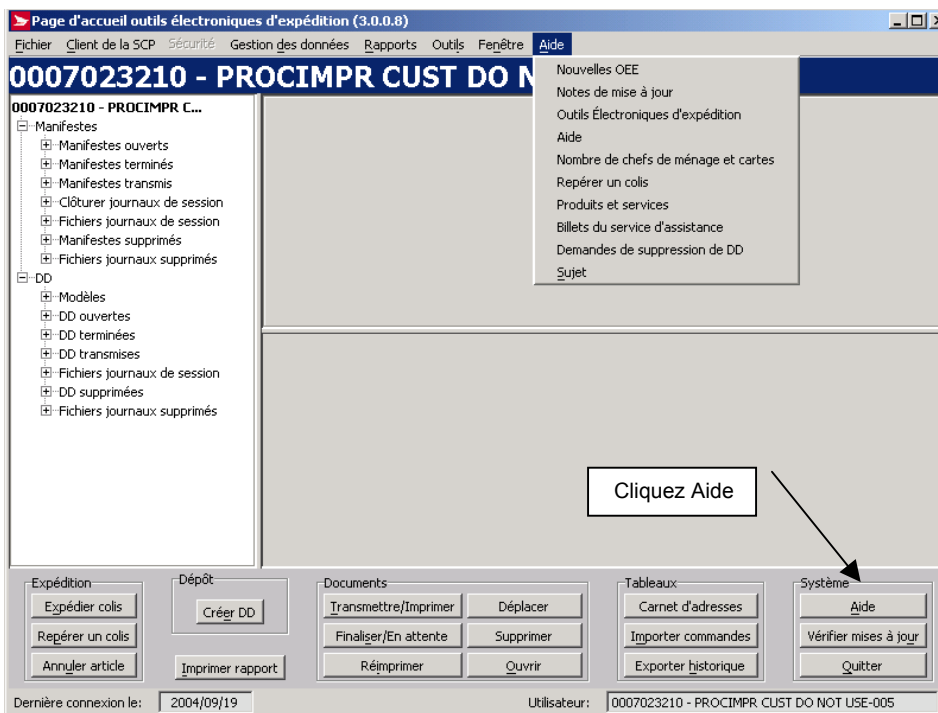 Page d'accueil outils électroniques d'expédition (3.0.0.8)
Fichier Client de la SCP Sécurité Gestion des données Rapports Outils Fenêtre Aide
0007023210 - PROCIMPR CUST DO N
0007023210 - PROCIMPR C...
Manifestes
Manifestes ouverts
Manifestes terminés
Manifestes transmis
Clôturer journaux de session
Fichiers journaux de session
Manifestes supprimés
Fichiers journaux supprimés
DD
Modèles
DD ouvertes
DD terminées
DD transmises
Fichiers journaux de session
DD supprimées
Fichiers journaux supprimés
Nouvelles OEE
Notes de mise à jour
Outils Électroniques d'expédition
Aide
Nombre de chefs de ménage et cartes
Repérer un colis
Produits et services
Billets du service d'assistance
Demandes de suppression de DD
Sujet
Cliquez Aide
Expédition
Expédier colis
Repérer un colis
Annuler article
Dépôt
Créer DD
Imprimer rapport
Documents
Transmettre/Imprimer Déplacer
Finaliser/En attente Supprimer
Réimprimer Ouvrir
Tableaux
Carnet d'adresses
Importer commandes
Exporter historique
Système
Aide
Vérifier mises à jour
Quitter
Dernière connexion le: 2004/09/19 Utilisateur: 0007023210 - PROCIMPR CUST DO NOT USE-005